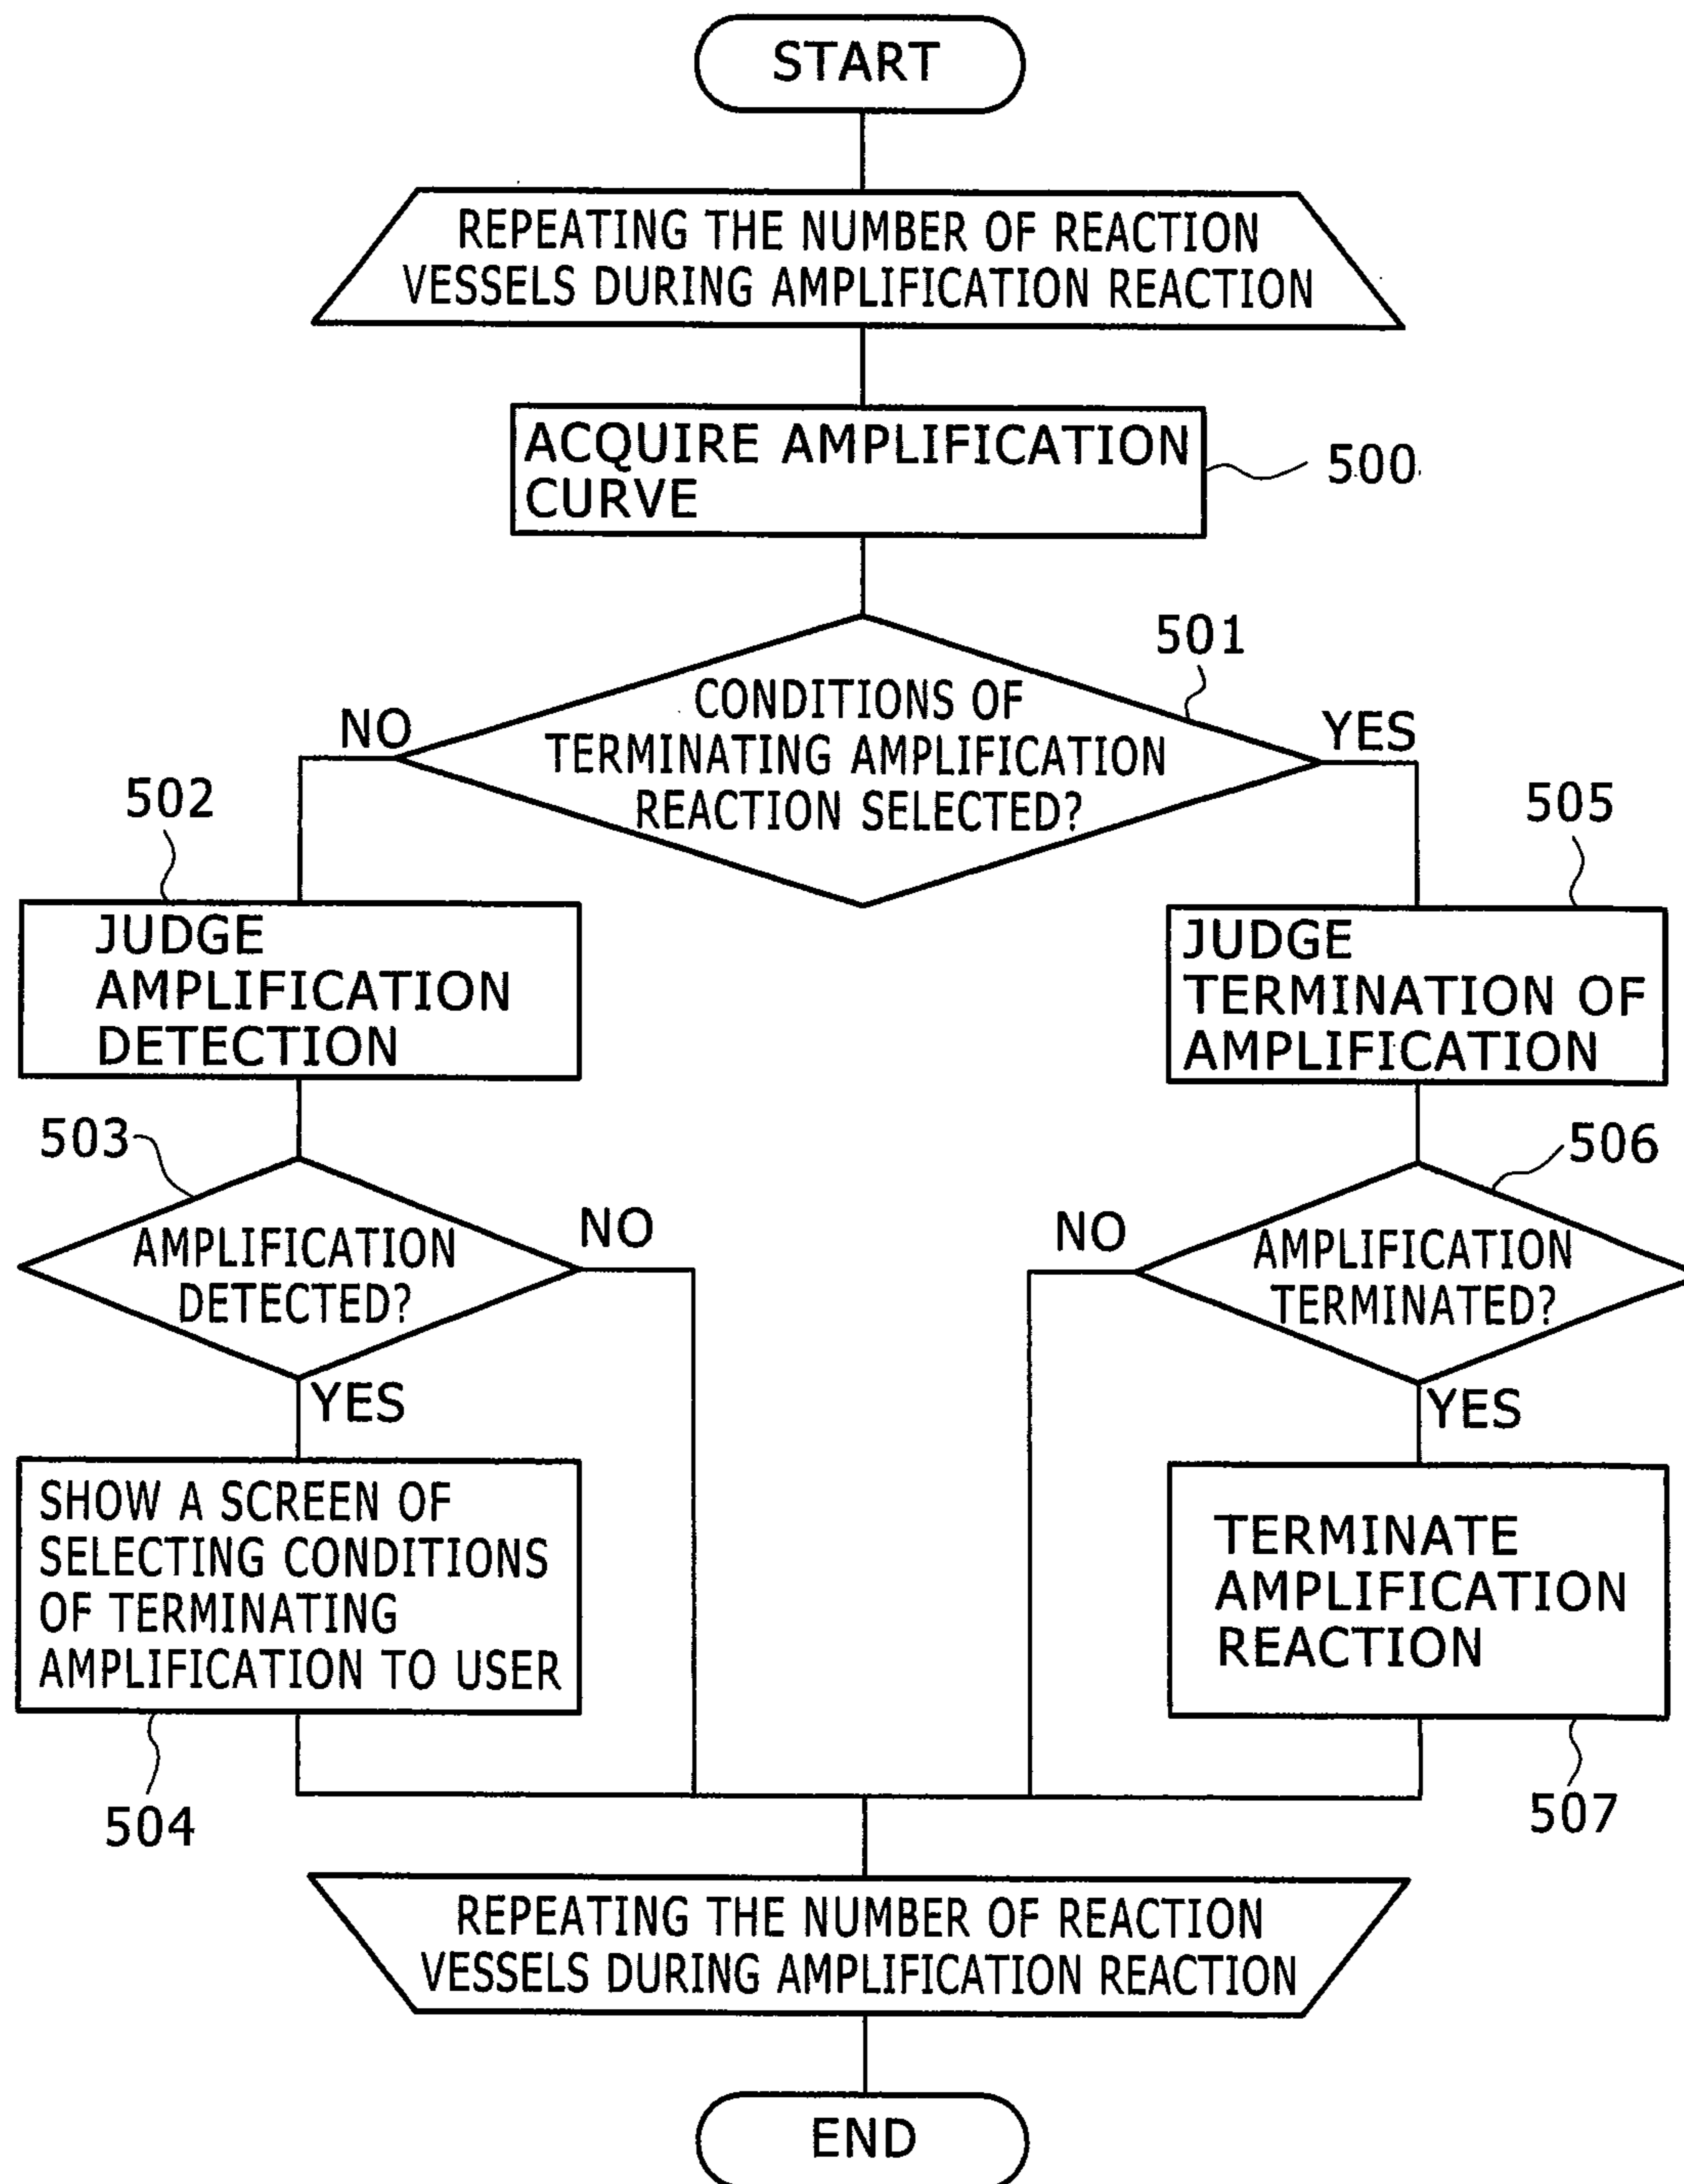 START
REPEATING THE NUMBER OF REACTION
VESSELS DURING AMPLIFICATION REACTION
ACQUIRE AMPLIFICATION
CURVE
500
501
CONDITIONS OF
TERMINATING AMPLIFICATION
REACTION SELECTED?
NO
YES
502
JUDGE
AMPLIFICATION
DETECTION
503
AMPLIFICATION
DETECTED?
NO
YES
SHOW A SCREEN OF
SELECTING CONDITIONS
OF TERMINATING
AMPLIFICATION TO USER
504
505
JUDGE
TERMINATION OF
AMPLIFICATION
506
AMPLIFICATION
TERMINATED?
NO
YES
TERMINATE
AMPLIFICATION
REACTION
507
REPEATING THE NUMBER OF REACTION
VESSELS DURING AMPLIFICATION REACTION
END